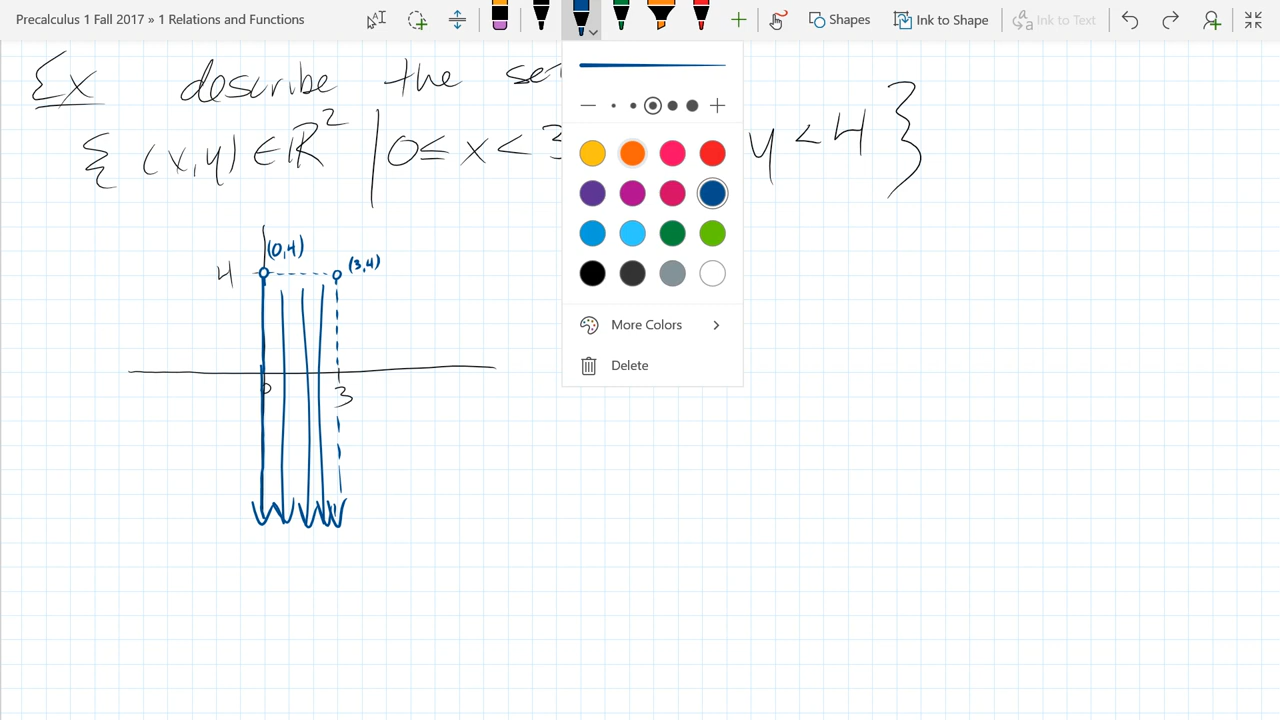 Precalculus 1 Fall 2017 » 1 Relations and Functions
Shapes
Ink to Shape
Ink to Text
Ex describe the set
{ (x,y) ∈ ℝ² | 0 ≤ x < 3 y < 4 }
(0,4)
(3,4)
4
0
3
More Colors
Delete